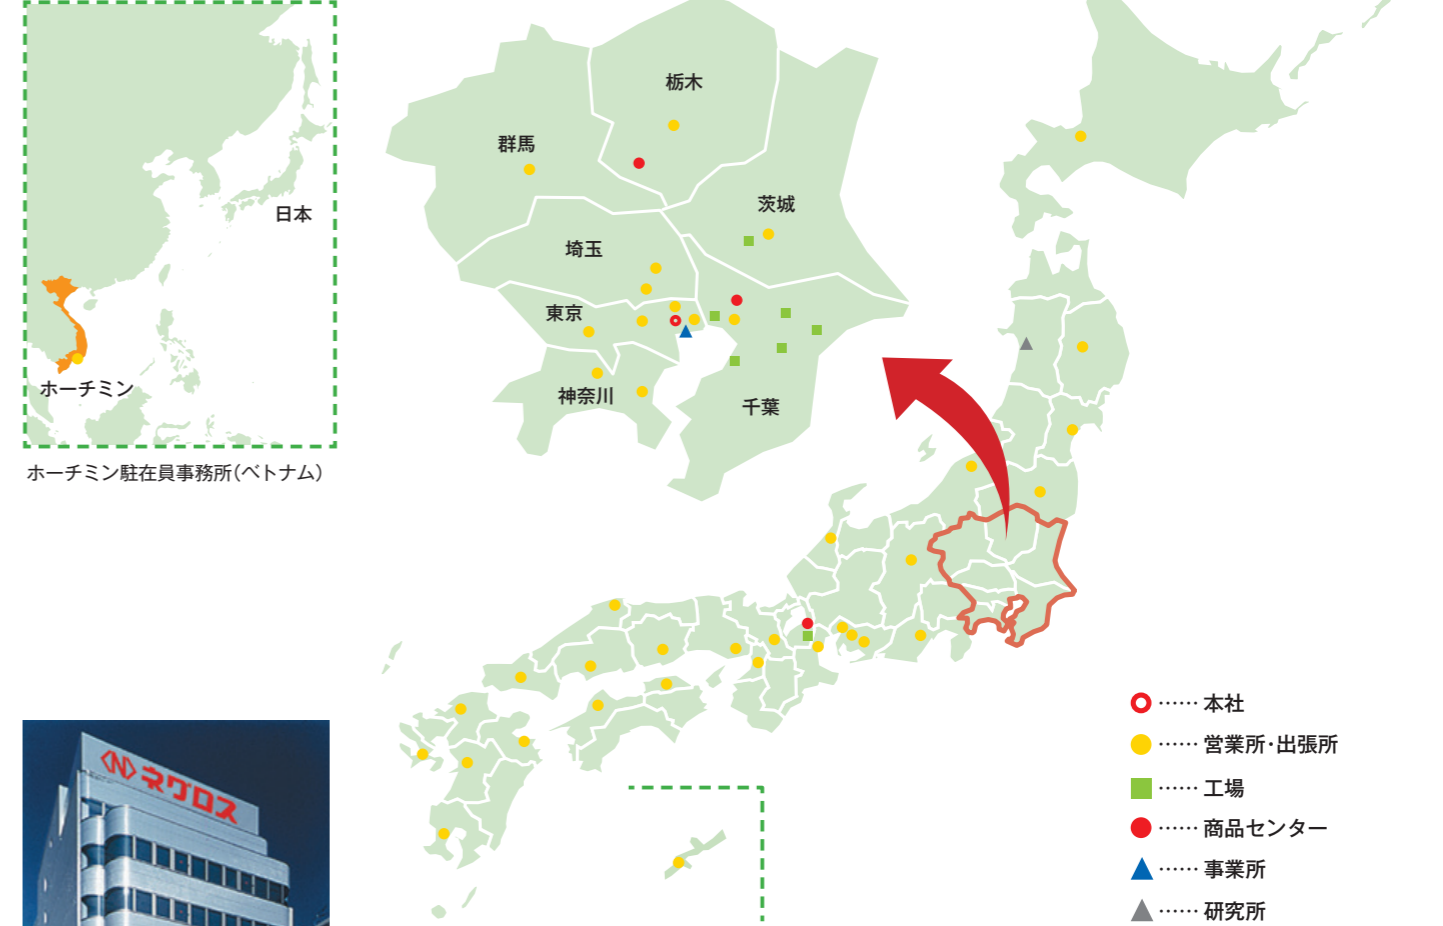 栃木
群馬
茨城
日本
埼玉
東京
ホーチミン
神奈川
千葉
ホーチミン駐在員事務所(ベトナム)
N ネグロス
……本社
……営業所・出張所
……工場
……商品センター
……事業所
……研究所